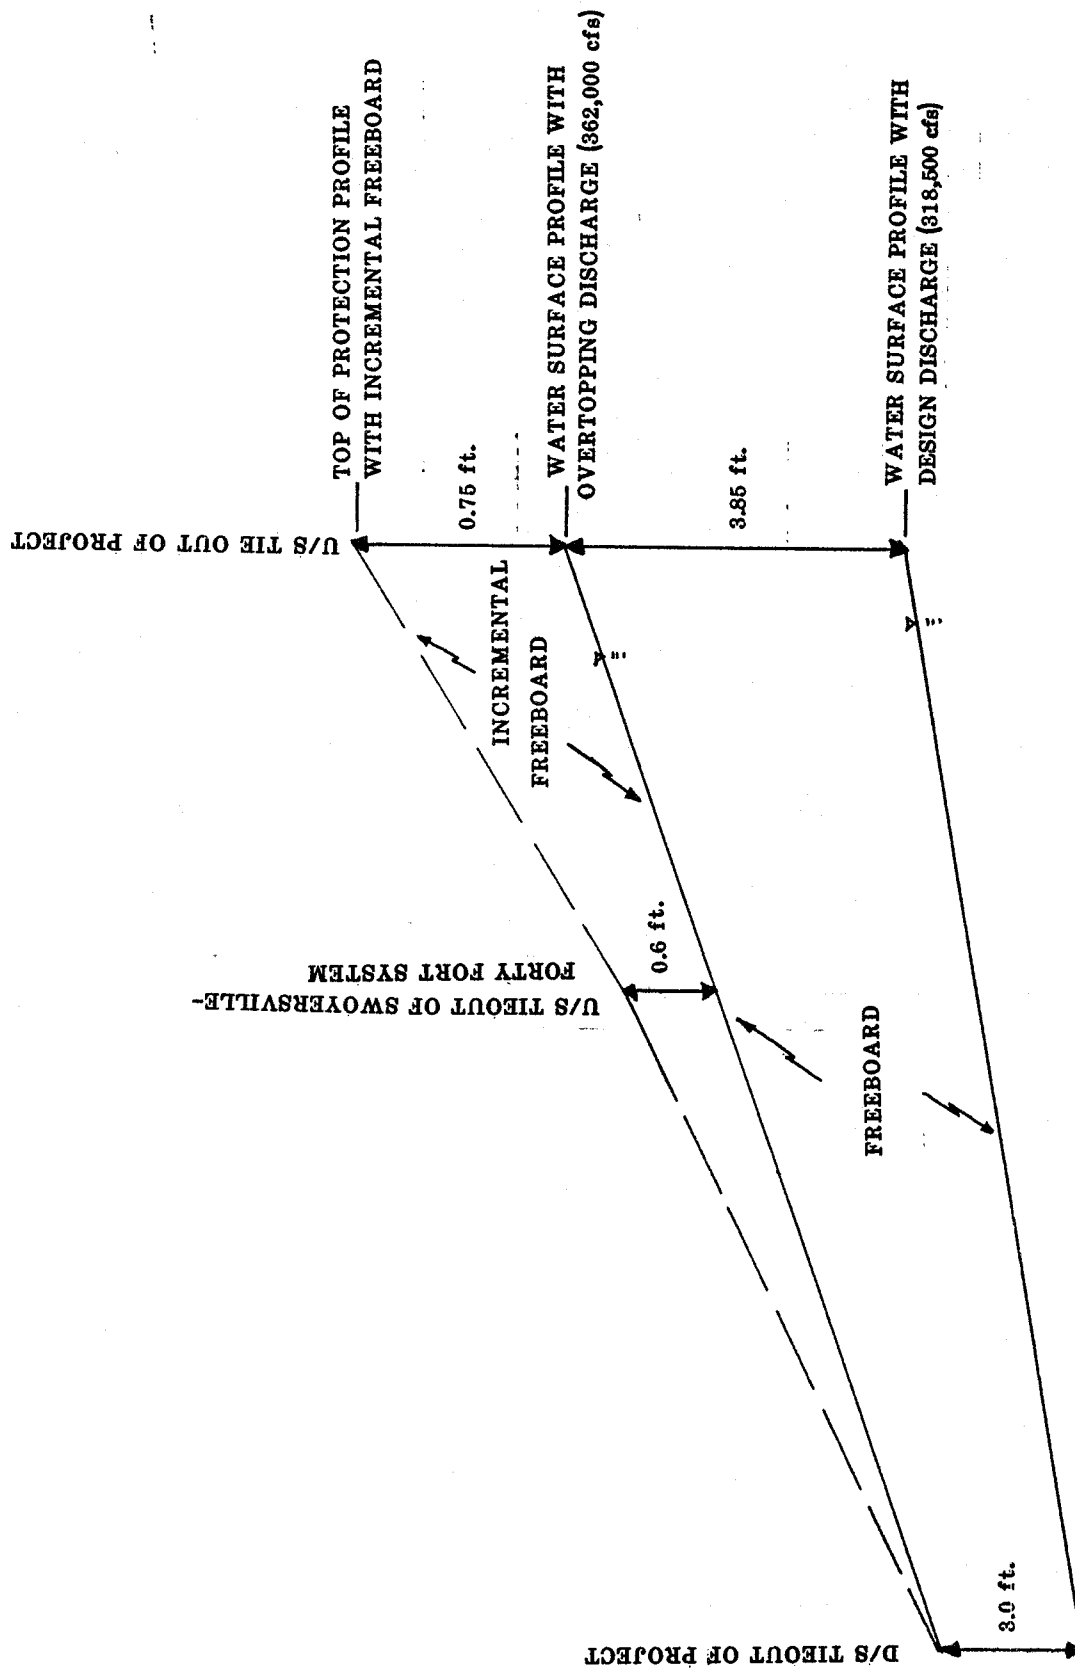 U/S TIE OUT OF PROJECT
TOP OF PROTECTION PROFILE
WITH INCREMENTAL FREEBOARD
0.75 ft.
WATER SURFACE PROFILE WITH
OVERTOPPING DISCHARGE (362,000 cfs)
3.85 ft.
WATER SURFACE PROFILE WITH
DESIGN DISCHARGE (318,500 cfs)
INCREMENTAL
FREEBOARD
U/S TIEOUT OF SWOYERSVILLE-
FORTY FORT SYSTEM
0.6 ft.
FREEBOARD
D/S TIEOUT OF PROJECT
3.0 ft.